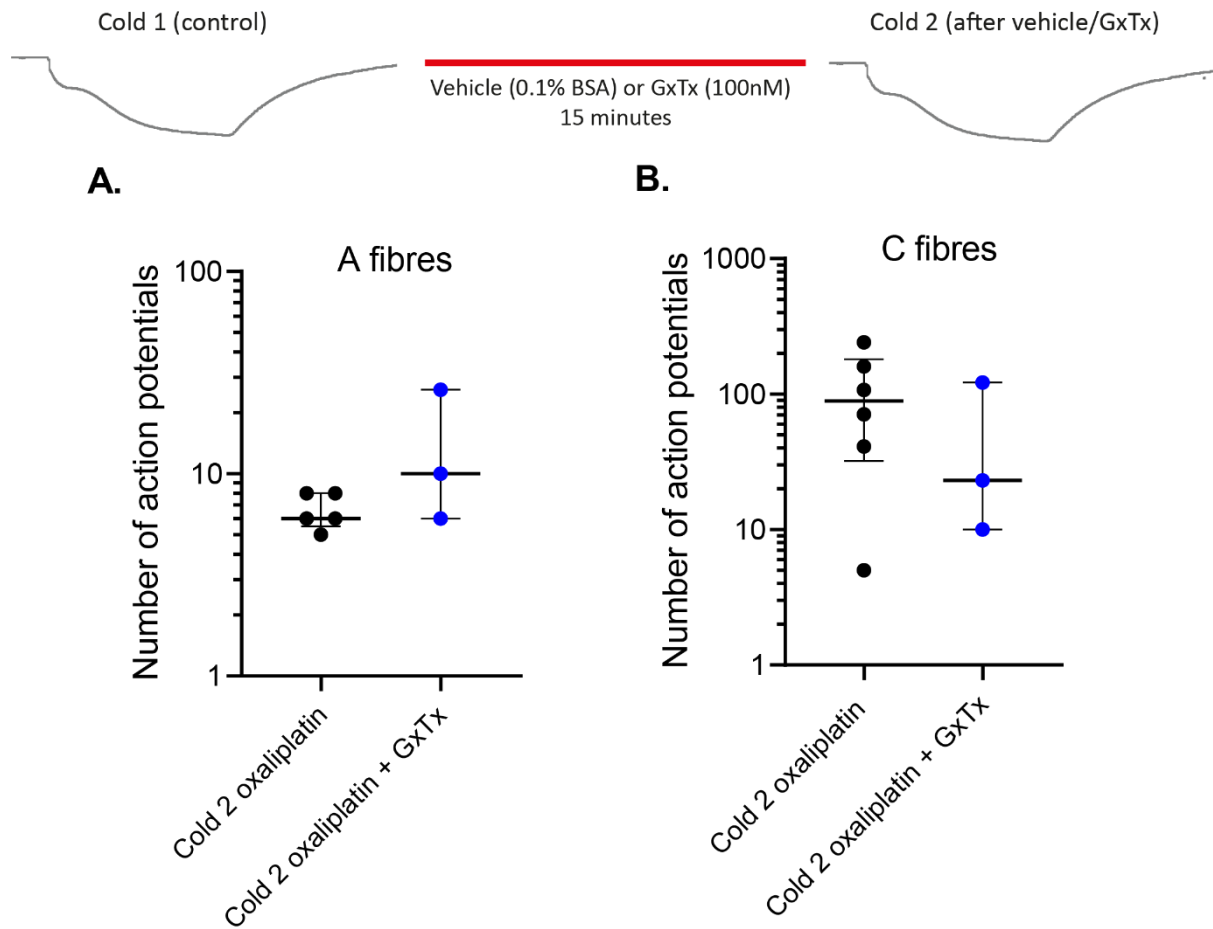 Cold 1 (control)
Cold 2 (after vehicle/GxTx)
Vehicle (0.1% BSA) or GxTx (100nM)
15 minutes
A.
A fibres
Number of action potentials
100
10
1
Cold 2 oxaliplatin
Cold 2 oxaliplatin + GxTx
B.
C fibres
Number of action potentials
1000
100
10
1
Cold 2 oxaliplatin
Cold 2 oxaliplatin + GxTx